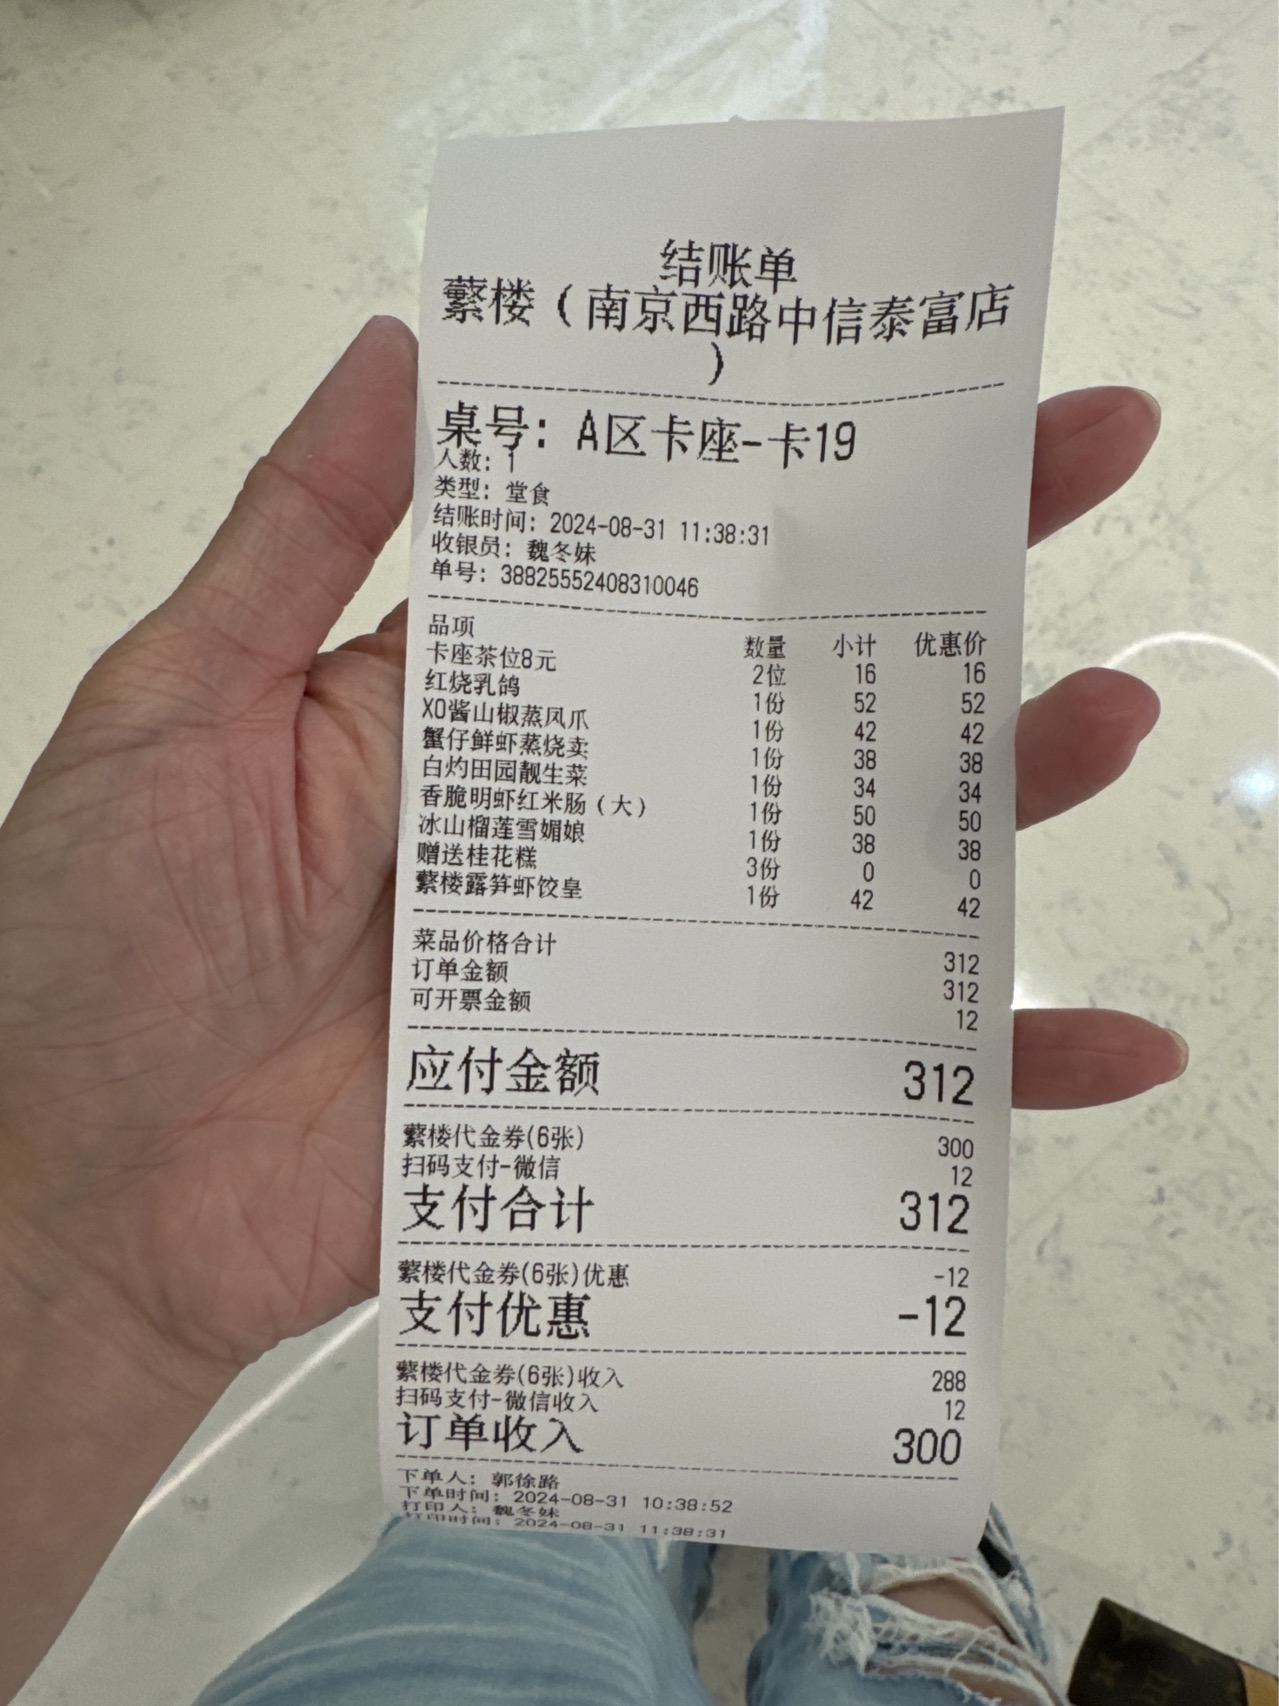 结账单
蘩楼（南京西路中信泰富店
）
桌号：A区卡座-卡19
人数：1
类型：堂食
结账时间：2024-08-31 11:38:31
收银员：魏冬妹
单号：38825552408310046
品项 数量 小计 优惠价
卡座茶位8元 2位 16 16
红烧乳鸽 1份 52 52
XO酱山椒蒸凤爪 1份 42 42
蟹仔鲜虾蒸烧卖 1份 38 38
白灼田园靓生菜 1份 34 34
香脆明虾红米肠（大） 1份 50 50
冰山榴莲雪媚娘 1份 38 38
赠送桂花糕 3份 0 0
蘩楼露笋虾饺皇 1份 42 42
菜品价格合计 312
订单金额 312
可开票金额 12
应付金额 312
蘩楼代金券(6张) 300
扫码支付-微信 12
支付合计 312
蘩楼代金券(6张)优惠 -12
支付优惠 -12
蘩楼代金券(6张)收入 288
扫码支付-微信收入 12
订单收入 300
下单人：郭徐路
下单时间：2024-08-31 10:38:52
打印人：魏冬妹
打印时间：2024-08-31 11:38:31